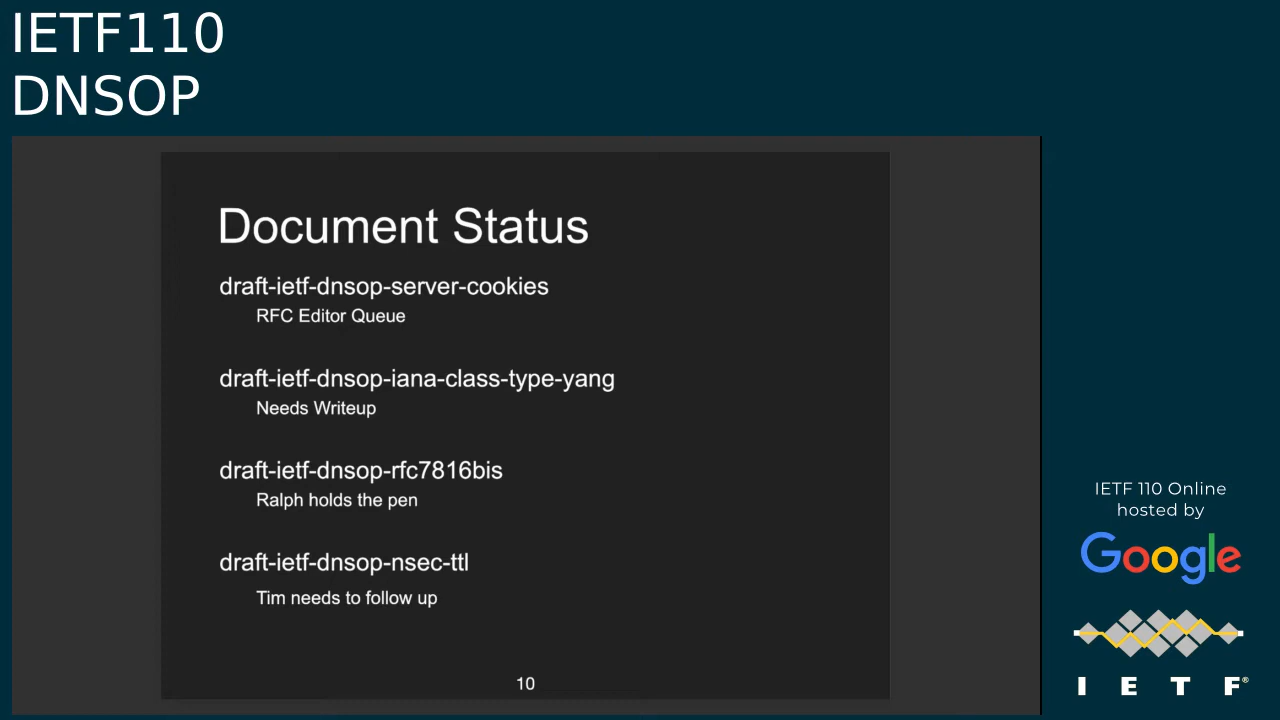 IETF110
DNSOP
Document Status
draft-ietf-dnsop-server-cookies
RFC Editor Queue
draft-ietf-dnsop-iana-class-type-yang
Needs Writeup
draft-ietf-dnsop-rfc7816bis
Ralph holds the pen
draft-ietf-dnsop-nsec-ttl
Tim needs to follow up
10
IETF 110 Online
hosted by
Google
I E T F®